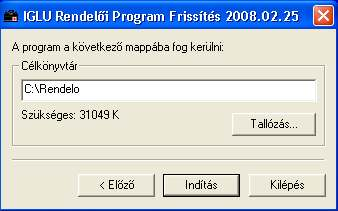 IGLU Rendelői Program Frissítés 2008.02.25
A program a következő mappába fog kerülni:
Célkönyvtár
C:\Rendelo
Szükséges: 31049 K
Tallózás...
< Előző
Indítás
Kilépés